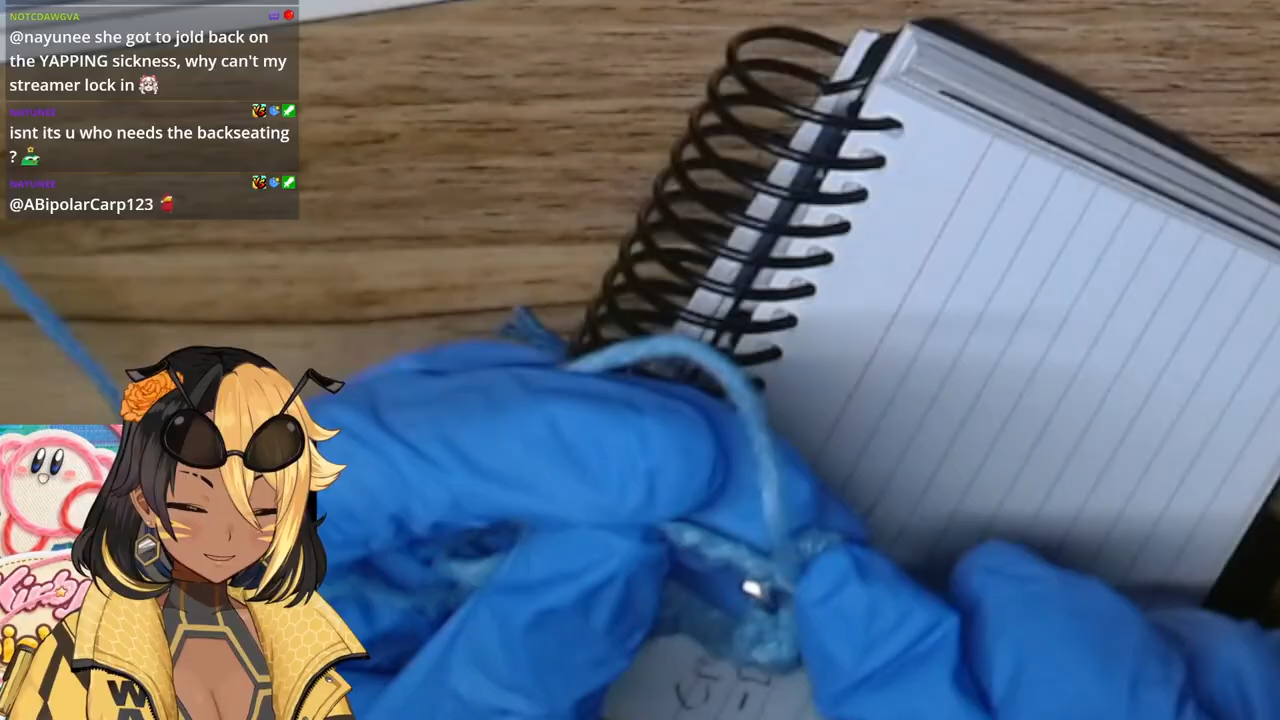 NOTCDAWGVA
@nayunee she got to jold back on
the YAPPING sickness, why can't my
streamer lock in
NAYUNEE
isnt its u who needs the backseating
?
NAYUNEE
@ABipolarCarp123
Kirby
W